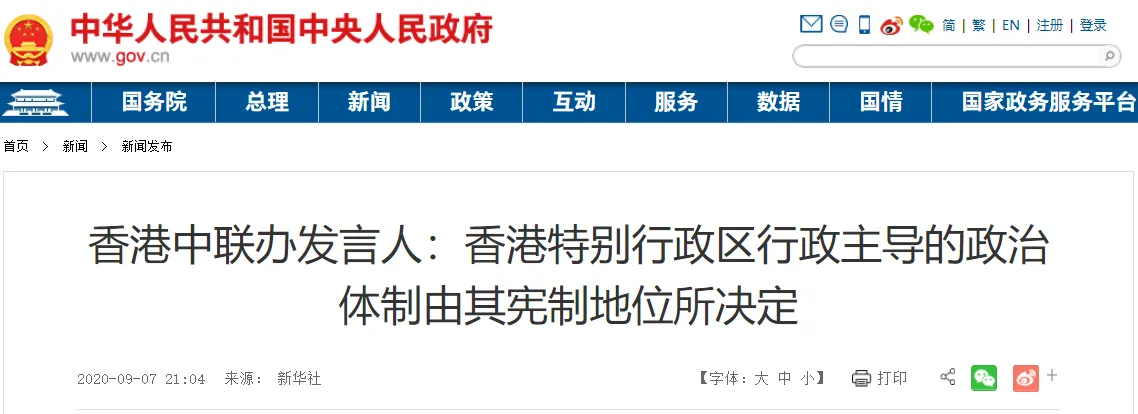 中华人民共和国中央人民政府
www.gov.cn
简 | 繁 | EN | 注册 | 登录
国务院 总理 新闻 政策 互动 服务 数据 国情 国家政务服务平台
首页 > 新闻 > 新闻发布
香港中联办发言人：香港特别行政区行政主导的政治
体制由其宪制地位所决定
2020-09-07 21:04 来源： 新华社 【字体：大 中 小】 打印 +